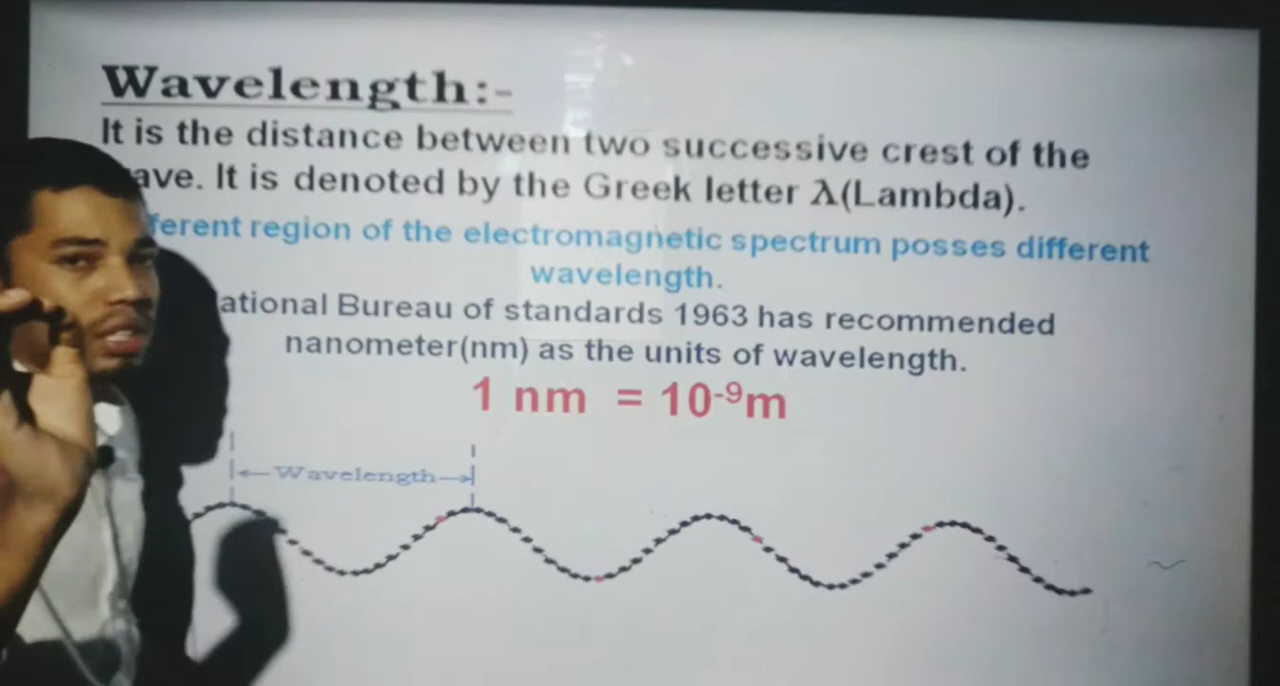 Wavelength:-
It is the distance between two successive crest of the
ave. It is denoted by the Greek letter λ(Lambda).
ferent region of the electromagnetic spectrum posses different
wavelength.
ational Bureau of standards 1963 has recommended
nanometer(nm) as the units of wavelength.
1 nm = 10⁻⁹m
Wavelength